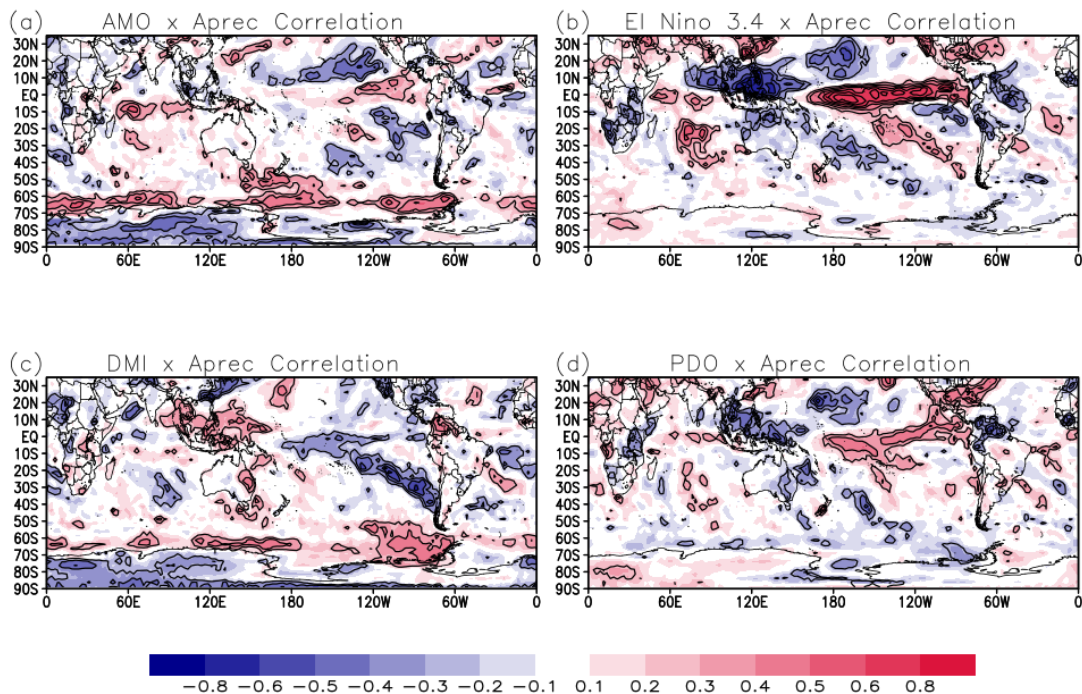 (a) AMO x Aprec Correlation
30N
20N
10N
EQ
10S
20S
30S
40S
50S
60S
70S
80S
90S
0 60E 120E 180 120W 60W 0
(b) El Nino 3.4 x Aprec Correlation
30N
20N
10N
EQ
10S
20S
30S
40S
50S
60S
70S
80S
90S
0 60E 120E 180 120W 60W 0
(c) DMI x Aprec Correlation
30N
20N
10N
EQ
10S
20S
30S
40S
50S
60S
70S
80S
90S
0 60E 120E 180 120W 60W 0
(d) PDO x Aprec Correlation
30N
20N
10N
EQ
10S
20S
30S
40S
50S
60S
70S
80S
90S
0 60E 120E 180 120W 60W 0
−0.8 −0.6 −0.5 −0.4 −0.3 −0.2 −0.1 0.1 0.2 0.3 0.4 0.5 0.6 0.8